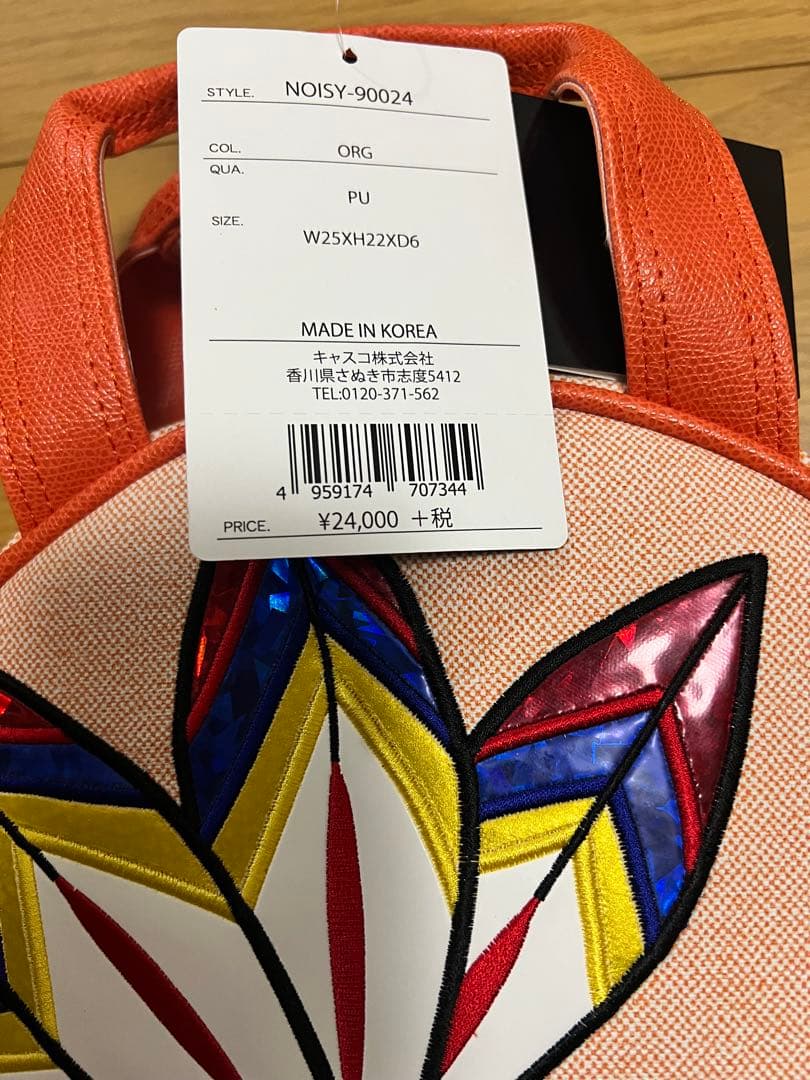 STYLE. NOISY-90024
COL. ORG
QUA.
PU
SIZE.
W25XH22XD6
MADE IN KOREA
キャスコ株式会社
香川県さぬき市志度5412
TEL:0120-371-562
4 959174 707344
PRICE. ¥24,000 +税